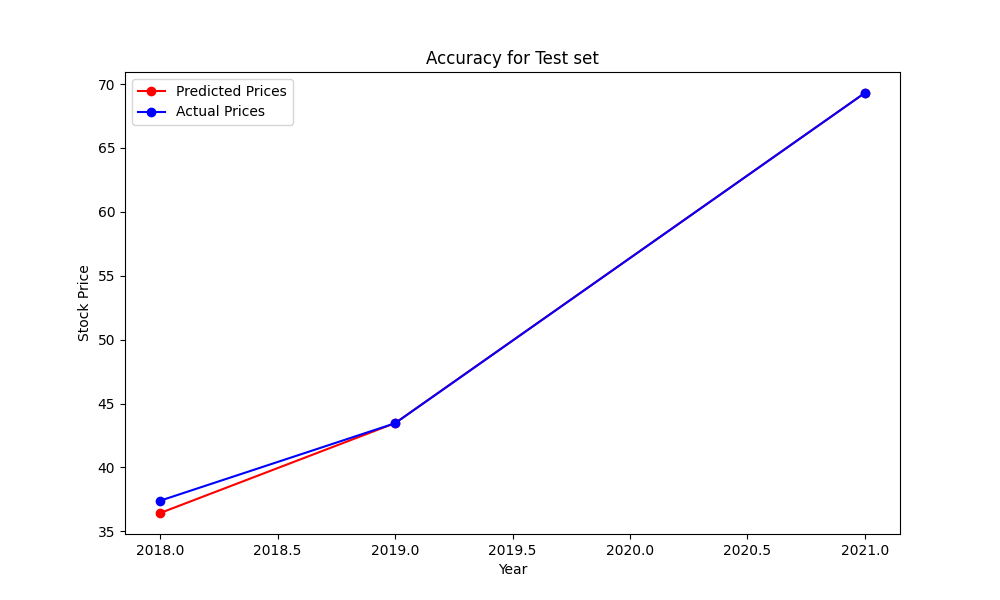 Accuracy for Test set
Predicted Prices
Actual Prices
70
65
60
55
50
45
40
35
Stock Price
2018.0 2018.5 2019.0 2019.5 2020.0 2020.5 2021.0
Year